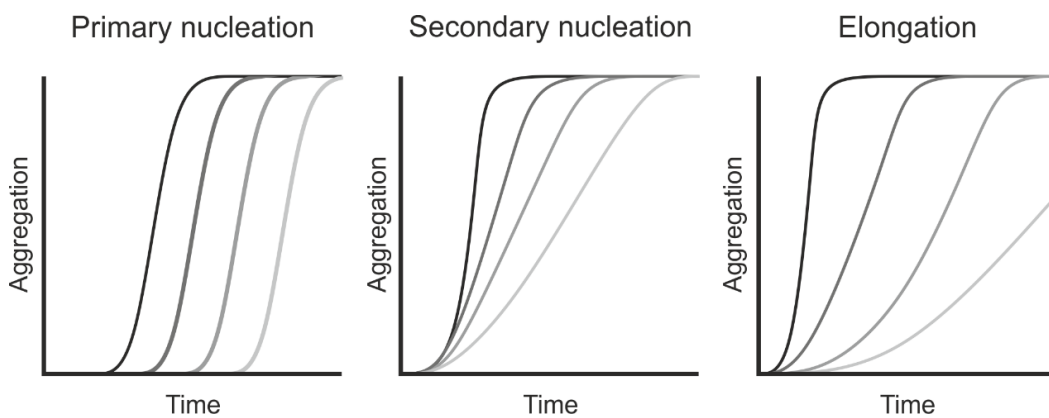 Primary nucleation
Secondary nucleation
Elongation
Aggregation
Time
Aggregation
Time
Aggregation
Time